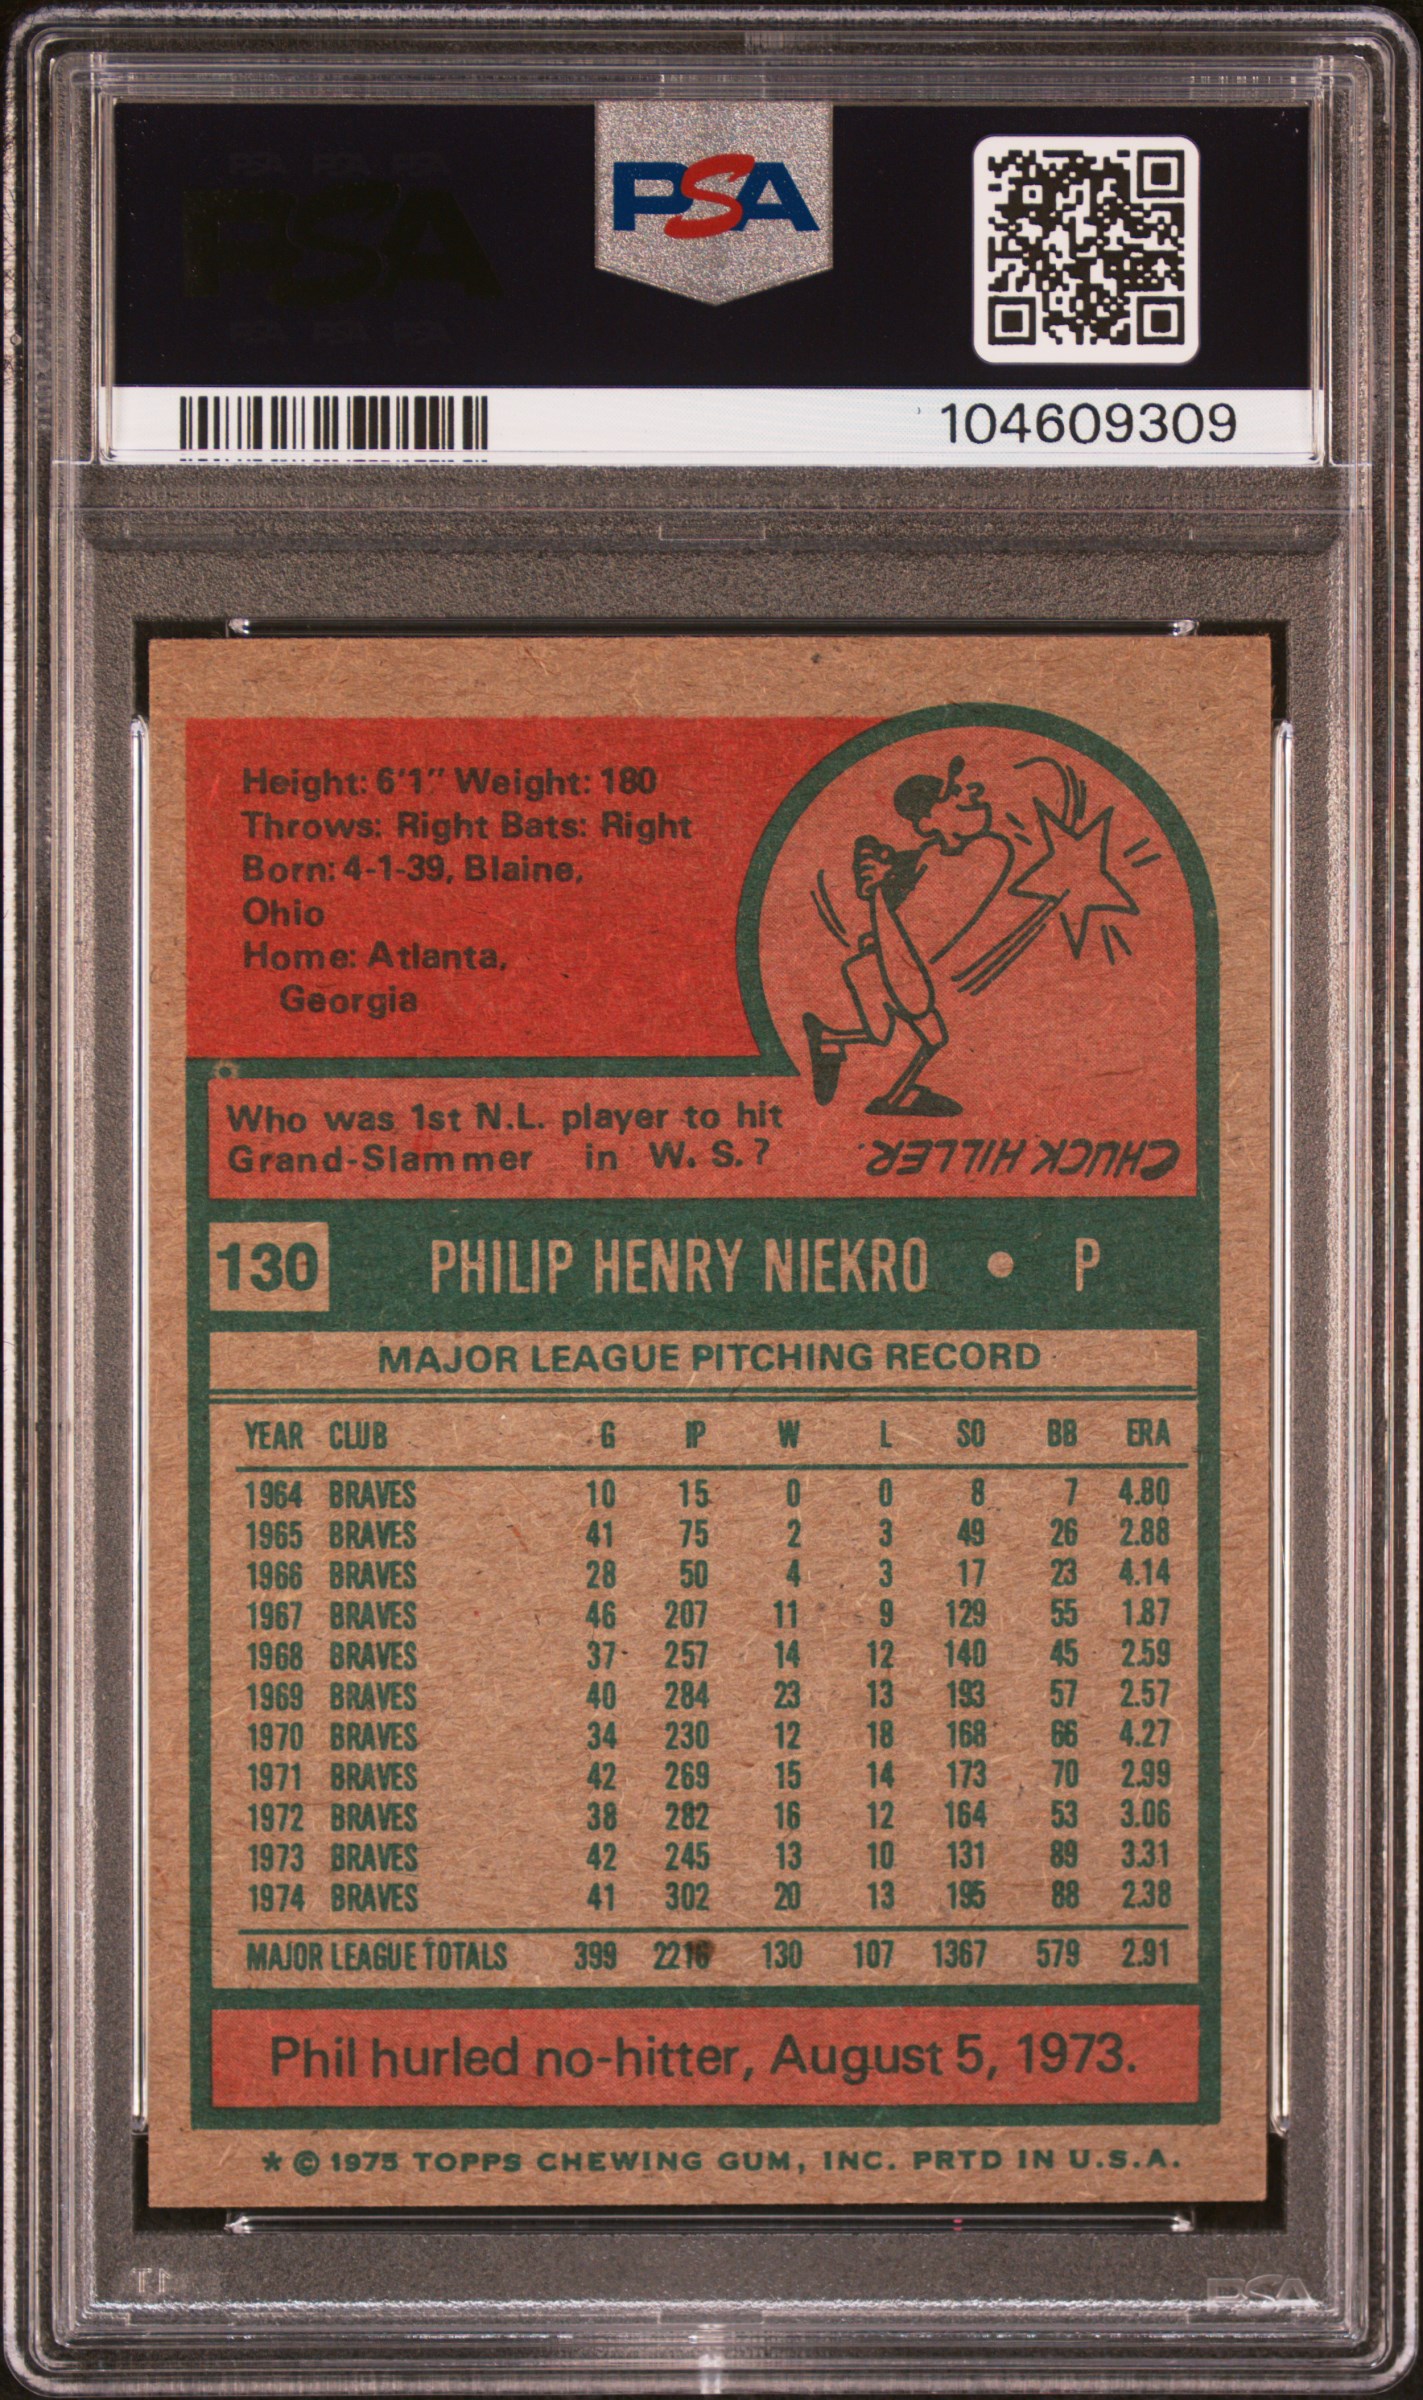 PSA
104609309
Height: 6'1" Weight: 180
Throws: Right Bats: Right
Born: 4-1-39, Blaine,
Ohio
Home: Atlanta,
Georgia
Who was 1st N.L. player to hit
Grand-Slammer in W. S.?
CHUCK HILLER.
130 PHILIP HENRY NIEKRO • P
MAJOR LEAGUE PITCHING RECORD
YEAR CLUB G IP W L SO BB ERA
1964 BRAVES 10 15 0 0 8 7 4.80
1965 BRAVES 41 75 2 3 49 26 2.88
1966 BRAVES 28 50 4 3 17 23 4.14
1967 BRAVES 46 207 11 9 129 55 1.87
1968 BRAVES 37 257 14 12 140 45 2.59
1969 BRAVES 40 284 23 13 193 57 2.57
1970 BRAVES 34 230 12 18 168 66 4.27
1971 BRAVES 42 269 15 14 173 70 2.99
1972 BRAVES 38 282 16 12 164 53 3.06
1973 BRAVES 42 245 13 10 131 89 3.31
1974 BRAVES 41 302 20 13 195 88 2.38
MAJOR LEAGUE TOTALS 399 2216 130 107 1367 579 2.91
Phil hurled no-hitter, August 5, 1973.
* © 1975 TOPPS CHEWING GUM, INC. PRTD IN U.S.A.
PSA